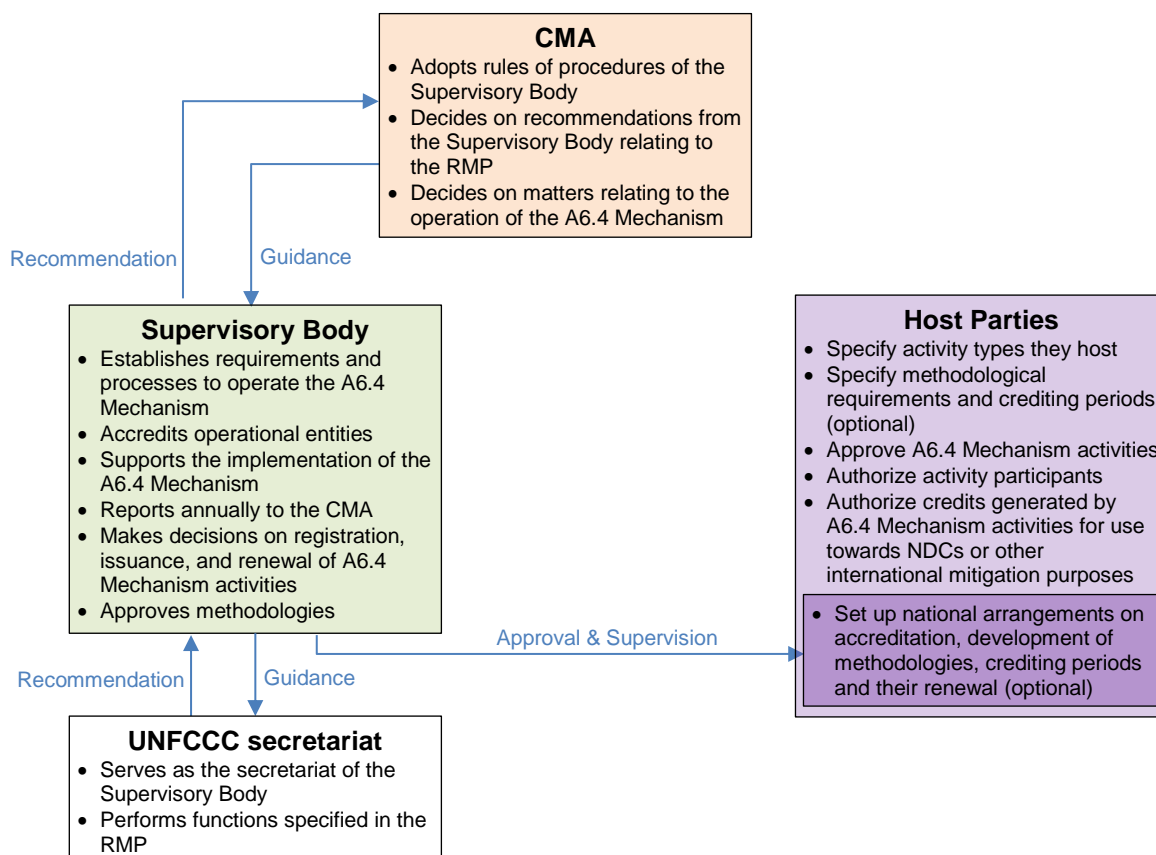 CMA
• Adopts rules of procedures of the
Supervisory Body
• Decides on recommendations from
the Supervisory Body relating to
the RMP
• Decides on matters relating to the
operation of the A6.4 Mechanism
Recommendation
Guidance
Supervisory Body
• Establishes requirements and
processes to operate the A6.4
Mechanism
• Accredits operational entities
• Supports the implementation of the
A6.4 Mechanism
• Reports annually to the CMA
• Makes decisions on registration,
issuance, and renewal of A6.4
Mechanism activities
• Approves methodologies
Host Parties
• Specify activity types they host
• Specify methodological
requirements and crediting periods
(optional)
• Approve A6.4 Mechanism activities
• Authorize activity participants
• Authorize credits generated by
A6.4 Mechanism activities for use
towards NDCs or other
international mitigation purposes
• Set up national arrangements on
accreditation, development of
methodologies, crediting periods
and their renewal (optional)
Approval & Supervision
Recommendation
Guidance
UNFCCC secretariat
• Serves as the secretariat of the
Supervisory Body
• Performs functions specified in the
RMP